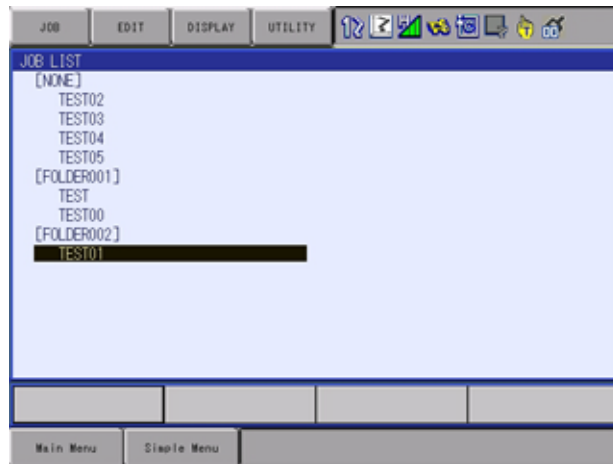 JOB EDIT DISPLAY UTILITY
JOB LIST
[NONE]
TEST02
TEST03
TEST04
TEST05
[FOLDER001]
TEST
TEST00
[FOLDER002]
TEST01
Main Menu Simple Menu